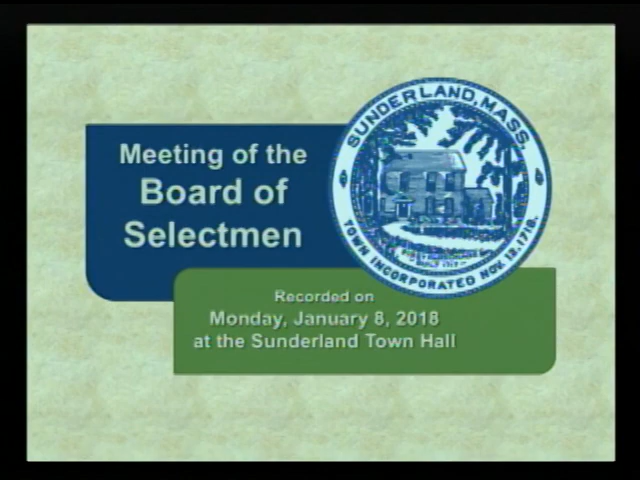 Meeting of the
Board of
Selectmen
SUNDERLAND, MASS.
TOWN INCORPORATED NOV. 12, 1718.
Recorded on
Monday, January 8, 2018
at the Sunderland Town Hall